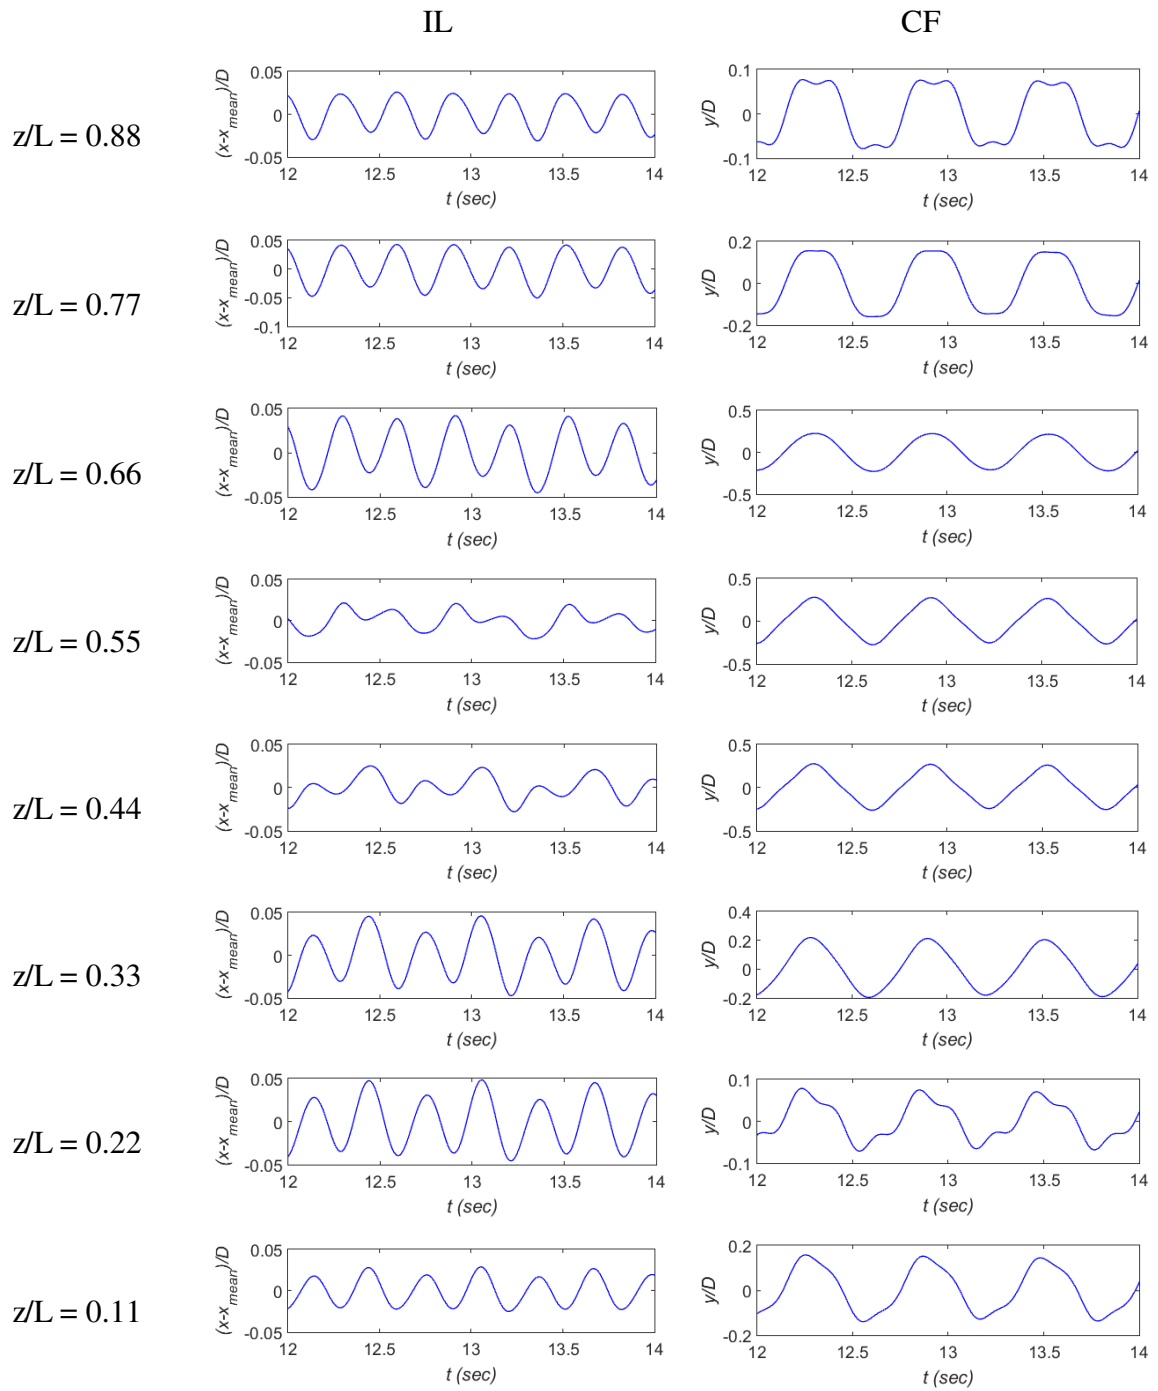 IL CF
z/L = 0.88
(x-x_mean)/D
0.05
0
-0.05
12 12.5 13 13.5 14
t (sec)
y/D
0.1
0
-0.1
12 12.5 13 13.5 14
t (sec)
z/L = 0.77
(x-x_mean)/D
0.05
0
-0.05
-0.1
12 12.5 13 13.5 14
t (sec)
y/D
0.2
0
-0.2
12 12.5 13 13.5 14
t (sec)
z/L = 0.66
(x-x_mean)/D
0.05
0
-0.05
12 12.5 13 13.5 14
t (sec)
y/D
0.5
0
-0.5
12 12.5 13 13.5 14
t (sec)
z/L = 0.55
(x-x_mean)/D
0.05
0
-0.05
12 12.5 13 13.5 14
t (sec)
y/D
0.5
0
-0.5
12 12.5 13 13.5 14
t (sec)
z/L = 0.44
(x-x_mean)/D
0.05
0
-0.05
12 12.5 13 13.5 14
t (sec)
y/D
0.5
0
-0.5
12 12.5 13 13.5 14
t (sec)
z/L = 0.33
(x-x_mean)/D
0.05
0
-0.05
12 12.5 13 13.5 14
t (sec)
y/D
0.4
0.2
0
-0.2
12 12.5 13 13.5 14
t (sec)
z/L = 0.22
(x-x_mean)/D
0.05
0
-0.05
12 12.5 13 13.5 14
t (sec)
y/D
0.1
0
-0.1
12 12.5 13 13.5 14
t (sec)
z/L = 0.11
(x-x_mean)/D
0.05
0
-0.05
12 12.5 13 13.5 14
t (sec)
y/D
0.2
0
-0.2
12 12.5 13 13.5 14
t (sec)